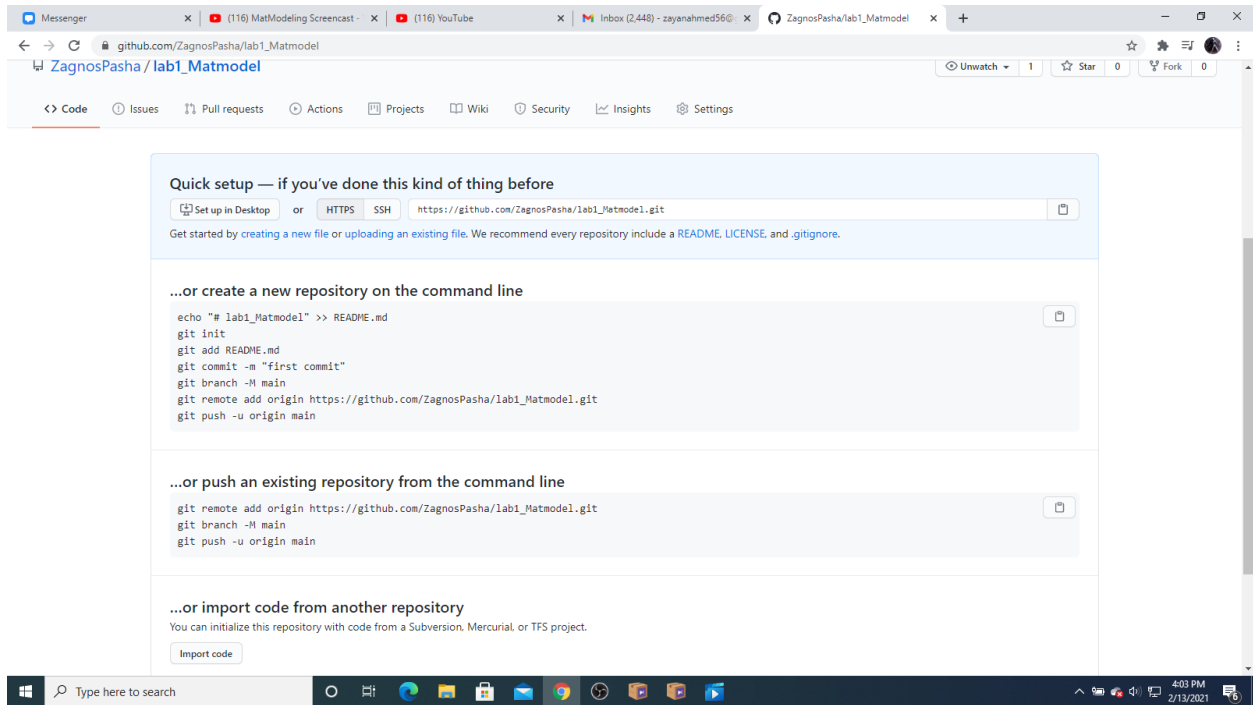 Messenger
(116) MatModeling Screencast -
(116) YouTube
Inbox (2,448) - zayanahmed56@
ZagnosPasha/lab1_Matmodel
github.com/ZagnosPasha/lab1_Matmodel
ZagnosPasha / lab1_Matmodel
Unwatch 1 Star 0 Fork 0
<> Code Issues Pull requests Actions Projects Wiki Security Insights Settings
Quick setup — if you've done this kind of thing before
Set up in Desktop or HTTPS SSH https://github.com/ZagnosPasha/lab1_Matmodel.git
Get started by creating a new file or uploading an existing file. We recommend every repository include a README, LICENSE, and .gitignore.
...or create a new repository on the command line
echo "# lab1_Matmodel" >> README.md
git init
git add README.md
git commit -m "first commit"
git branch -M main
git remote add origin https://github.com/ZagnosPasha/lab1_Matmodel.git
git push -u origin main
...or push an existing repository from the command line
git remote add origin https://github.com/ZagnosPasha/lab1_Matmodel.git
git branch -M main
git push -u origin main
...or import code from another repository
You can initialize this repository with code from a Subversion, Mercurial, or TFS project.
Import code
Type here to search
4:03 PM
2/13/2021
6